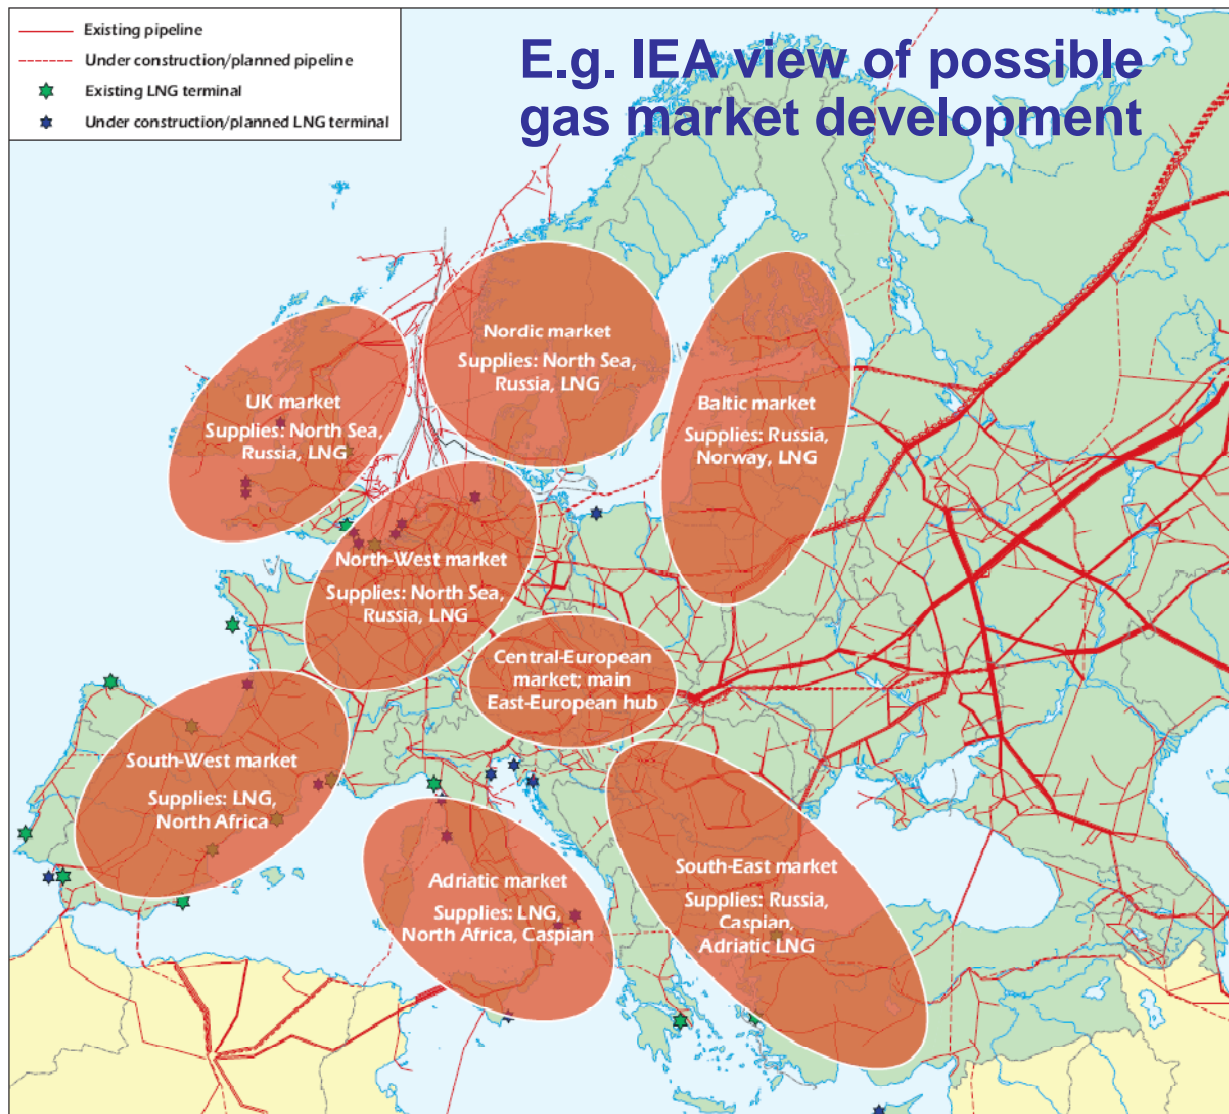 Existing pipeline
Under construction/planned pipeline
Existing LNG terminal
Under construction/planned LNG terminal
E.g. IEA view of possible
gas market development
Nordic market
Supplies: North Sea,
Russia, LNG
UK market
Supplies: North Sea,
Russia, LNG
Baltic market
Supplies: Russia,
Norway, LNG
North-West market
Supplies: North Sea,
Russia, LNG
Central-European
market; main
East-European hub
South-West market
Supplies: LNG,
North Africa
Adriatic market
Supplies: LNG,
North Africa, Caspian
South-East market
Supplies: Russia,
Caspian,
Adriatic LNG